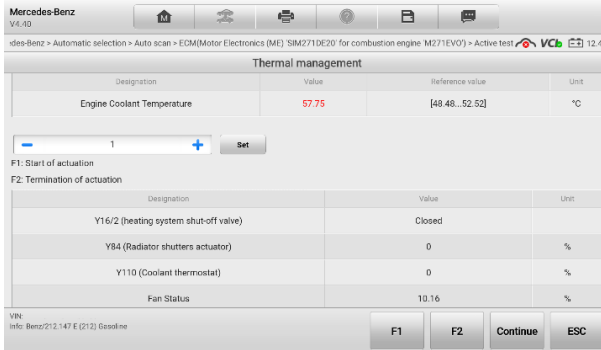 Mercedes-Benz
V4.40
des-Benz > Automatic selection > Auto scan > ECM(Motor Electronics (ME) 'SIM271DE20' for combustion engine 'M271EVO') > Active test
VCI
12.4
Thermal management
Designation Value Reference value Unit
Engine Coolant Temperature 57.75 [48.48...52.52] °C
− 1 + Set
F1: Start of actuation
F2: Termination of actuation
Designation Value Unit
Y16/2 (heating system shut-off valve) Closed
Y84 (Radiator shutters actuator) 0 %
Y110 (Coolant thermostat) 0 %
Fan Status 10.16 %
VIN:
Info: Benz/212.147 E (212) Gasoline
F1 F2 Continue ESC